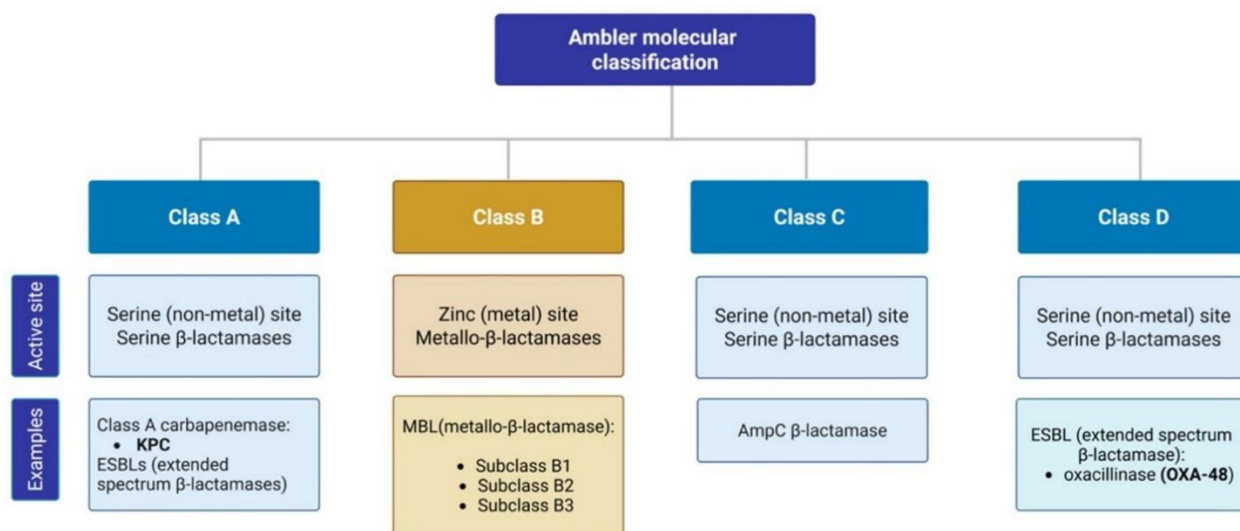 Ambler molecular
classification
Class A
Class B
Class C
Class D
Active site
Serine (non-metal) site
Serine β-lactamases
Zinc (metal) site
Metallo-β-lactamases
Serine (non-metal) site
Serine β-lactamases
Serine (non-metal) site
Serine β-lactamases
Examples
Class A carbapenemase:
• KPC
ESBLs (extended
spectrum β-lactamases)
MBL(metallo-β-lactamase):
• Subclass B1
• Subclass B2
• Subclass B3
AmpC β-lactamase
ESBL (extended spectrum
β-lactamase):
• oxacillinase (OXA-48)